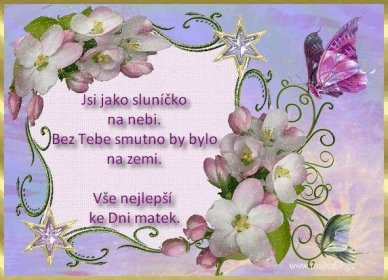 Jsi jako sluníčko
na nebi.
Bez Tebe smutno by bylo
na zemi.
Vše nejlepší
ke Dni matek.